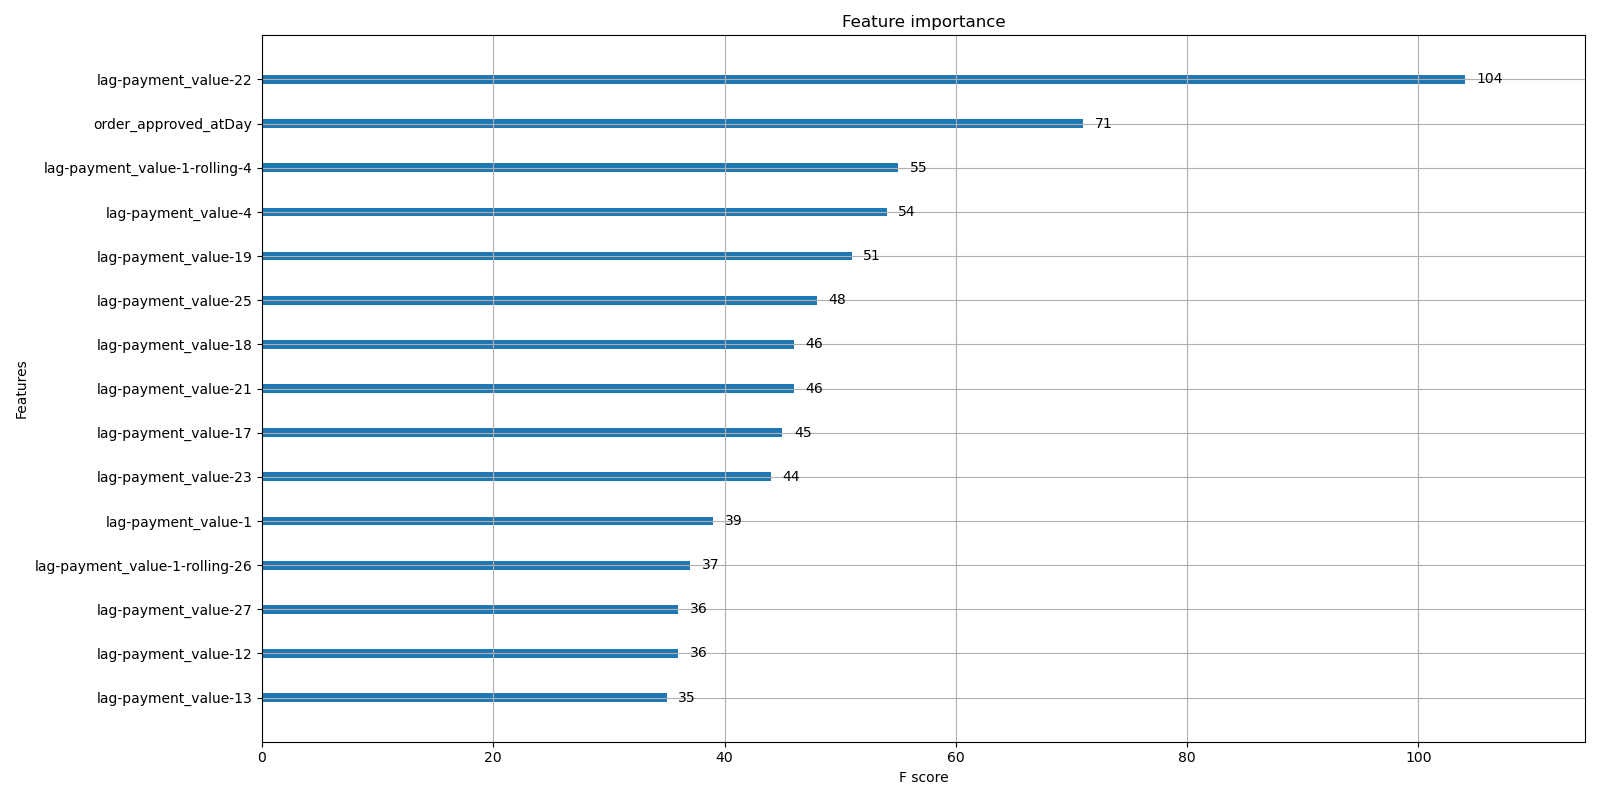 Feature importance
lag-payment_value-22 104
order_approved_atDay 71
lag-payment_value-1-rolling-4 55
lag-payment_value-4 54
lag-payment_value-19 51
lag-payment_value-25 48
lag-payment_value-18 46
lag-payment_value-21 46
lag-payment_value-17 45
lag-payment_value-23 44
lag-payment_value-1 39
lag-payment_value-1-rolling-26 37
lag-payment_value-27 36
lag-payment_value-12 36
lag-payment_value-13 35
Features
0 20 40 60 80 100
F score